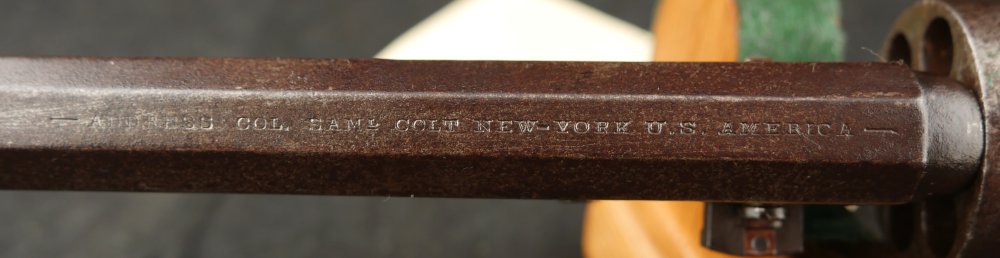 — ADDRESS COL. SAMᴸ COLT NEW-YORK U.S. AMERICA —